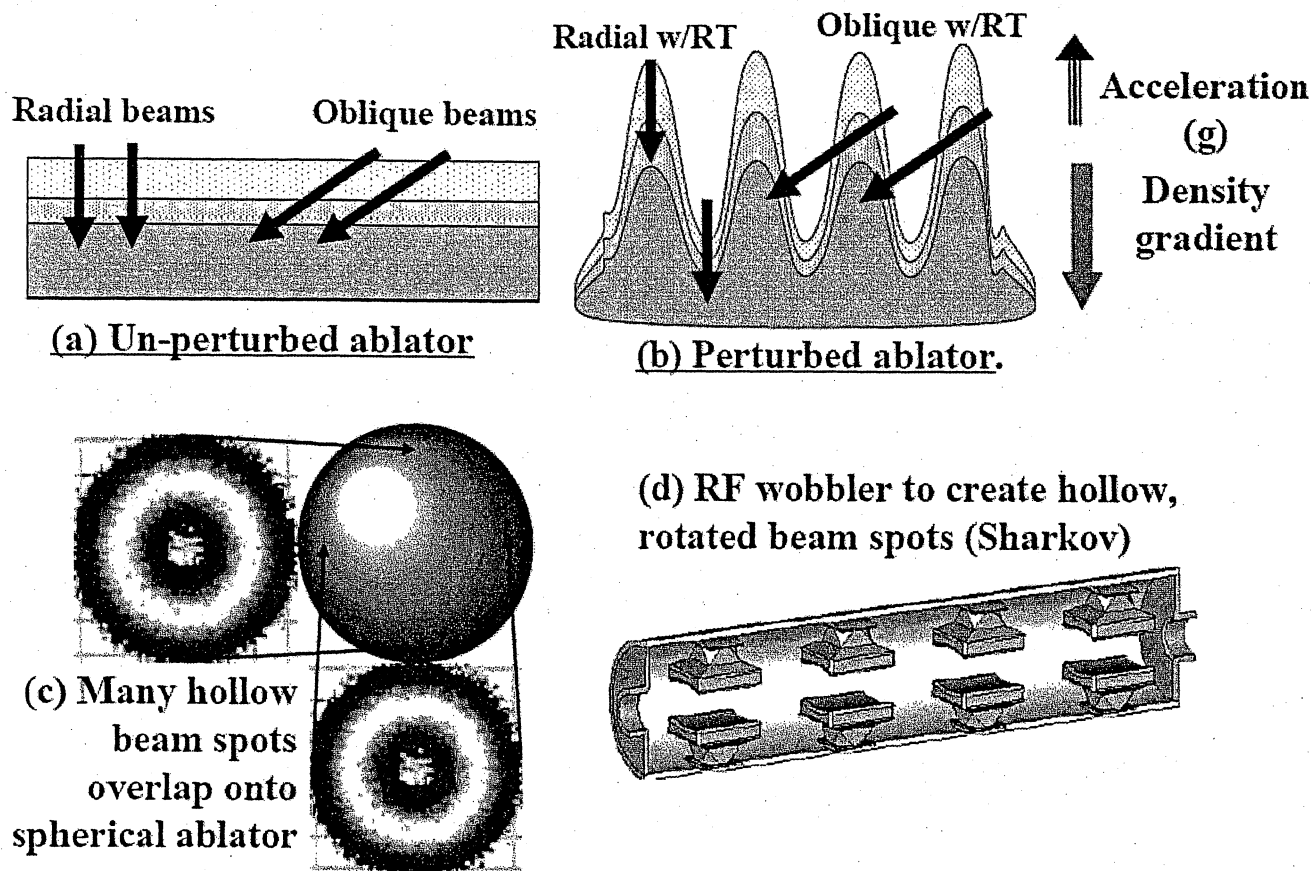 Radial beams
Oblique beams
(a) Un-perturbed ablator
Radial w/RT
Oblique w/RT
Acceleration
(g)
Density
gradient
(b) Perturbed ablator.
(c) Many hollow
beam spots
overlap onto
spherical ablator
(d) RF wobbler to create hollow,
rotated beam spots (Sharkov)